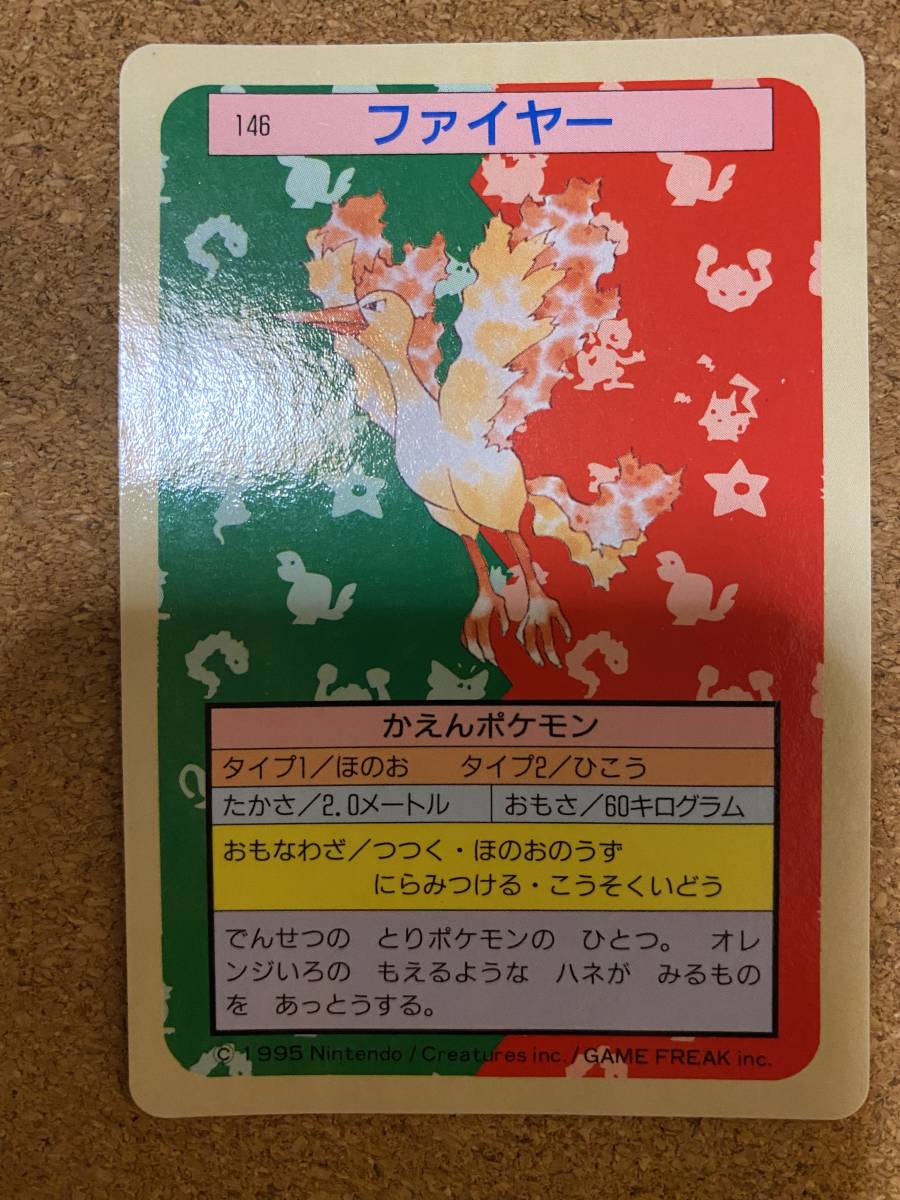 146 ファイヤー
かえんポケモン
タイプ1/ほのお タイプ2/ひこう
たかさ/2.0メートル おもさ/60キログラム
おもなわざ/つつく・ほのおのうず
にらみつける・こうそくいどう
でんせつの とりポケモンの ひとつ。 オレ
ンジいろの もえるような ハネが みるもの
を あっとうする。
© 1995 Nintendo / Creatures inc. / GAME FREAK inc.